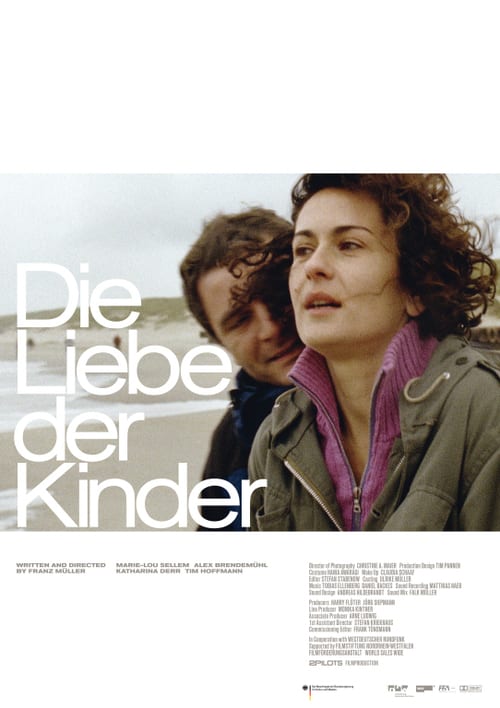 Die
Liebe
der
Kinder
WRITTEN AND DIRECTED
BY FRANZ MÜLLER
MARIE-LOU SELLEM ALEX BRENDEMÜHL
KATHARINA DERR TIM HOFFMANN
Director of Photography CHRISTINE A. MAIER Production Design TIM PANNEN
Costume Make Up CLAUDIA SCHAAF
Editor STEFAN STABENOW Casting ULRIKE MÜLLER
Music TOBIAS ELLENBERG DANIEL BACKES Sound Recording MATTHIAS HAEB
Sound Design ANDREAS HILDEBRANDT Sound Mix FALK MÖLLER
Producers HARRY FLÖTER JÖRG SIEPMANN
Line Producer MONIKA KINTNER
Associate Producer ARNE LUDWIG
1st Assistant Director STEFAN
Commissioning Editor FRANK TÖNSMANN
In Cooperation with WESTDEUTSCHER RUNDFUNK
Supported by FILMSTIFTUNG NORDRHEIN-WESTFALEN
FILMFÖRDERUNGSANSTALT WORLD SALES WIDE
2PILOTS FILMPRODUCTION
FFA